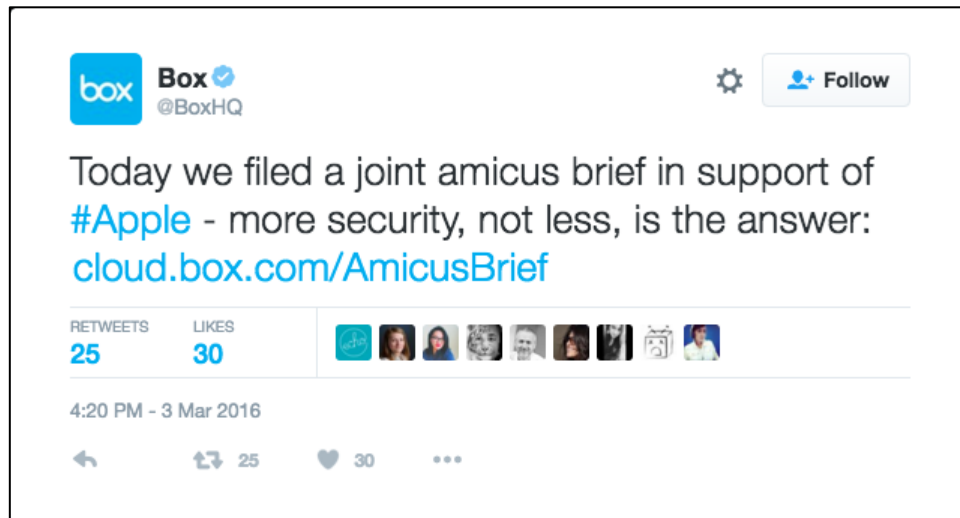 box
Box
@BoxHQ
Follow
Today we filed a joint amicus brief in support of
#Apple - more security, not less, is the answer:
cloud.box.com/AmicusBrief
RETWEETS LIKES
25 30
echo
4:20 PM - 3 Mar 2016
25 30